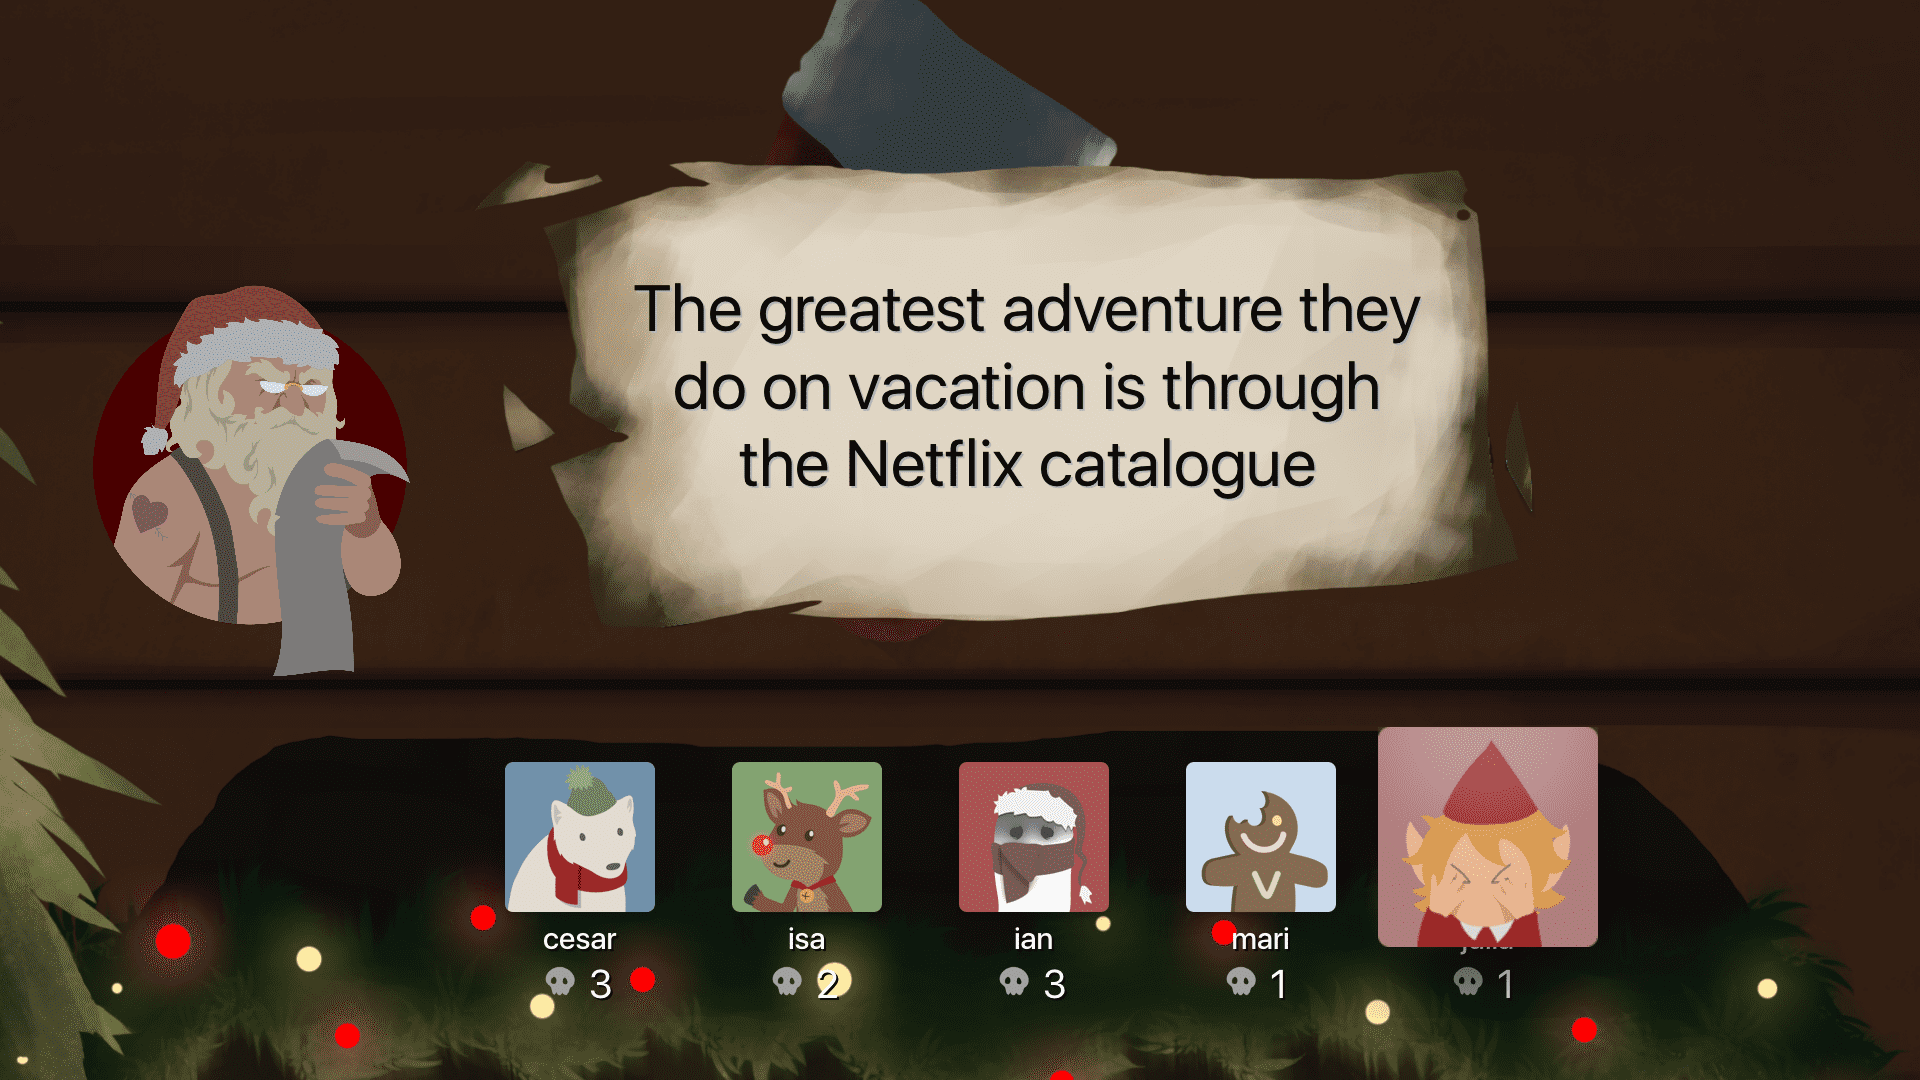 The greatest adventure they
do on vacation is through
the Netflix catalogue
cesar
isa
ian
mari
3
2
3
1
1